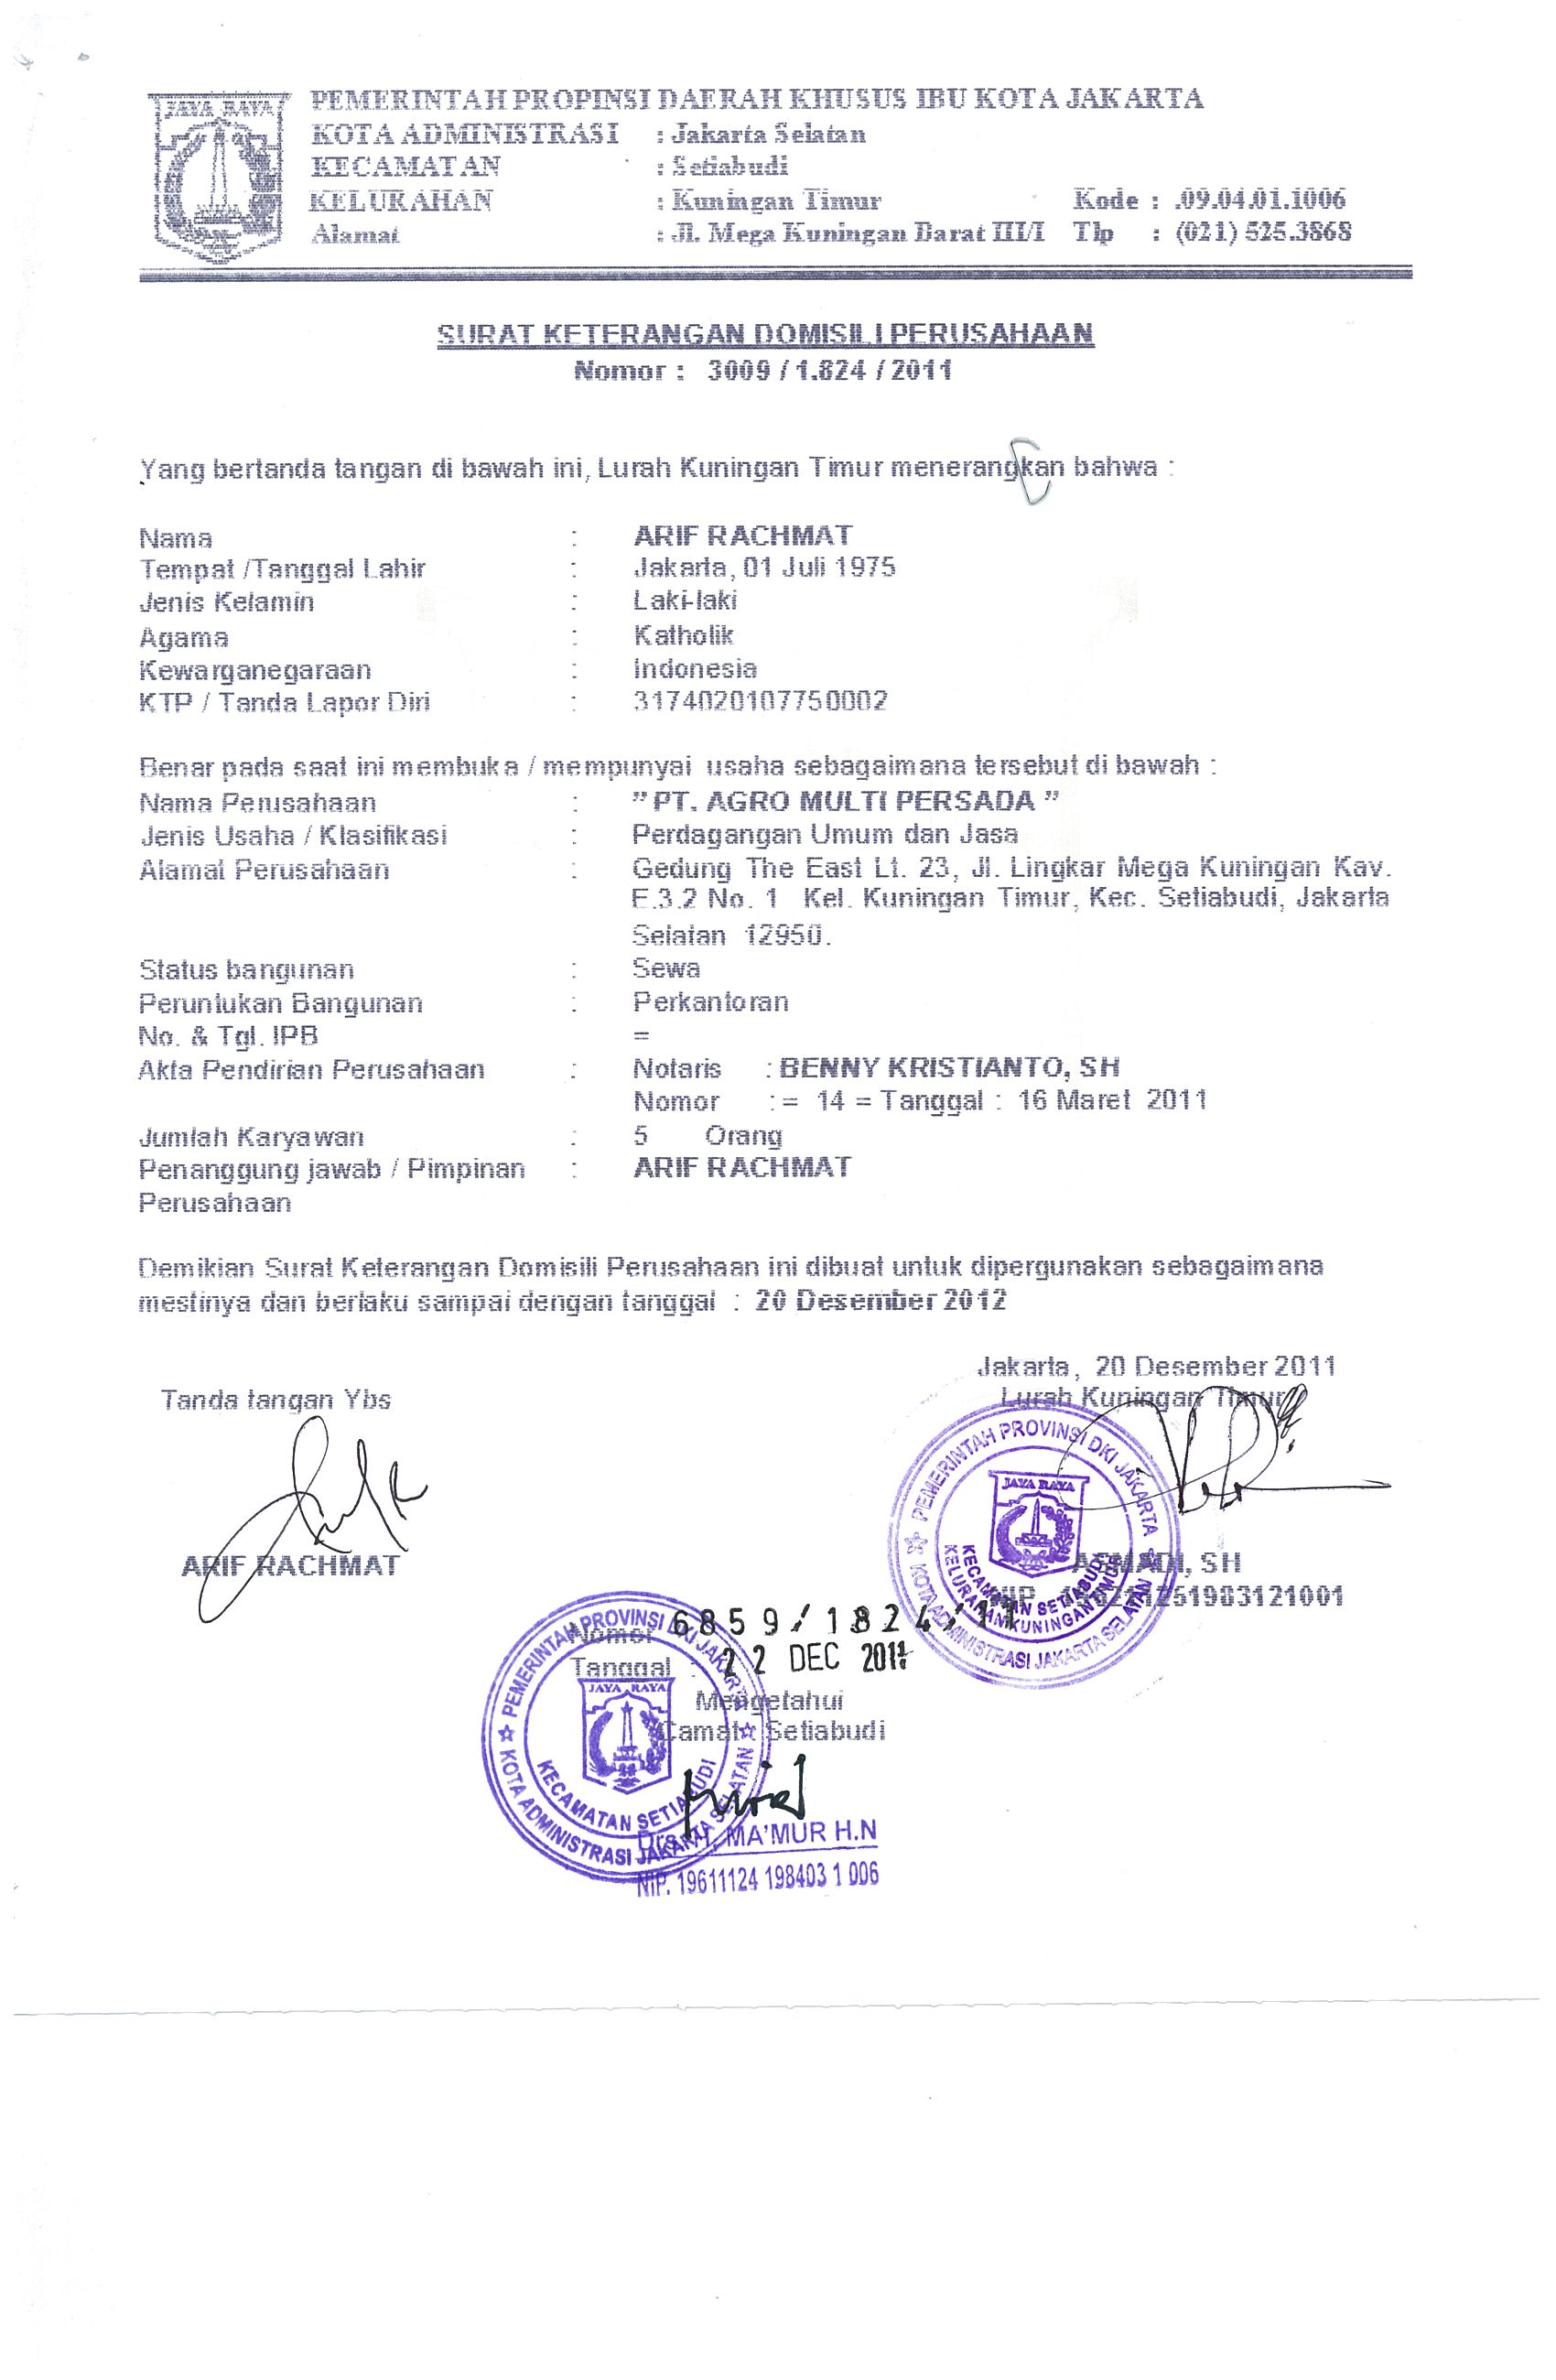 JAYA RAYA
PEMERINTAH PROPINSI DAERAH KHUSUS IBU KOTA JAKARTA
KOTA ADMINISTRASI : Jakarta Selatan
KECAMATAN : Setiabudi
KELURAHAN : Kuningan Timur Kode : .09.04.01.1006
Alamat : Jl. Mega Kuningan Barat III/I Tlp : (021) 525.3868
SURAT KETERANGAN DOMISILI PERUSAHAAN
Nomor : 3009 / 1.824 / 2011
Yang bertanda tangan di bawah ini, Lurah Kuningan Timur menerangkan bahwa :
Nama : ARIF RACHMAT
Tempat /Tanggal Lahir : Jakarta, 01 Juli 1975
Jenis Kelamin : Laki-laki
Agama : Katholik
Kewarganegaraan : Indonesia
KTP / Tanda Lapor Diri : 3174020107750002
Benar pada saat ini membuka / mempunyai usaha sebagaimana tersebut di bawah :
Nama Perusahaan : " PT. AGRO MULTI PERSADA "
Jenis Usaha / Klasifikasi : Perdagangan Umum dan Jasa
Alamat Perusahaan : Gedung The East Lt. 23, Jl. Lingkar Mega Kuningan Kav.
E.3.2 No. 1 Kel. Kuningan Timur, Kec. Setiabudi, Jakarta
Selatan 12950.
Status bangunan : Sewa
Peruntukan Bangunan : Perkantoran
No. & Tgl. IPB =
Akta Pendirian Perusahaan : Notaris : BENNY KRISTIANTO, SH
Nomor : = 14 = Tanggal : 16 Maret 2011
Jumlah Karyawan : 5 Orang
Penanggung jawab / Pimpinan : ARIF RACHMAT
Perusahaan
Demikian Surat Keterangan Domisili Perusahaan ini dibuat untuk dipergunakan sebagaimana
mestinya dan berlaku sampai dengan tanggal : 20 Desember 2012
Jakarta, 20 Desember 2011
Tanda tangan Ybs
Lurah Kuningan Timur
PEMERINTAH PROVINSI DKI JAKARTA
JAYA RAYA
KECAMATAN SETIABUDI
KELURAHAN KUNINGAN TIMUR
KOTA ADMINISTRASI JAKARTA SELATAN
ARIF RACHMAT
ASMADI, SH
NIP
Nomor 6859/1824/11
Tanggal : 22 DEC 2011
Mengetahui
Camat Setiabudi
PEMERINTAH PROVINSI DKI JAKARTA
JAYA RAYA
KECAMATAN SETIABUDI
KOTA ADMINISTRASI JAKARTA SELATAN
Drs. H. MA'MUR H.N
NIP. 19611124 198403 1 006